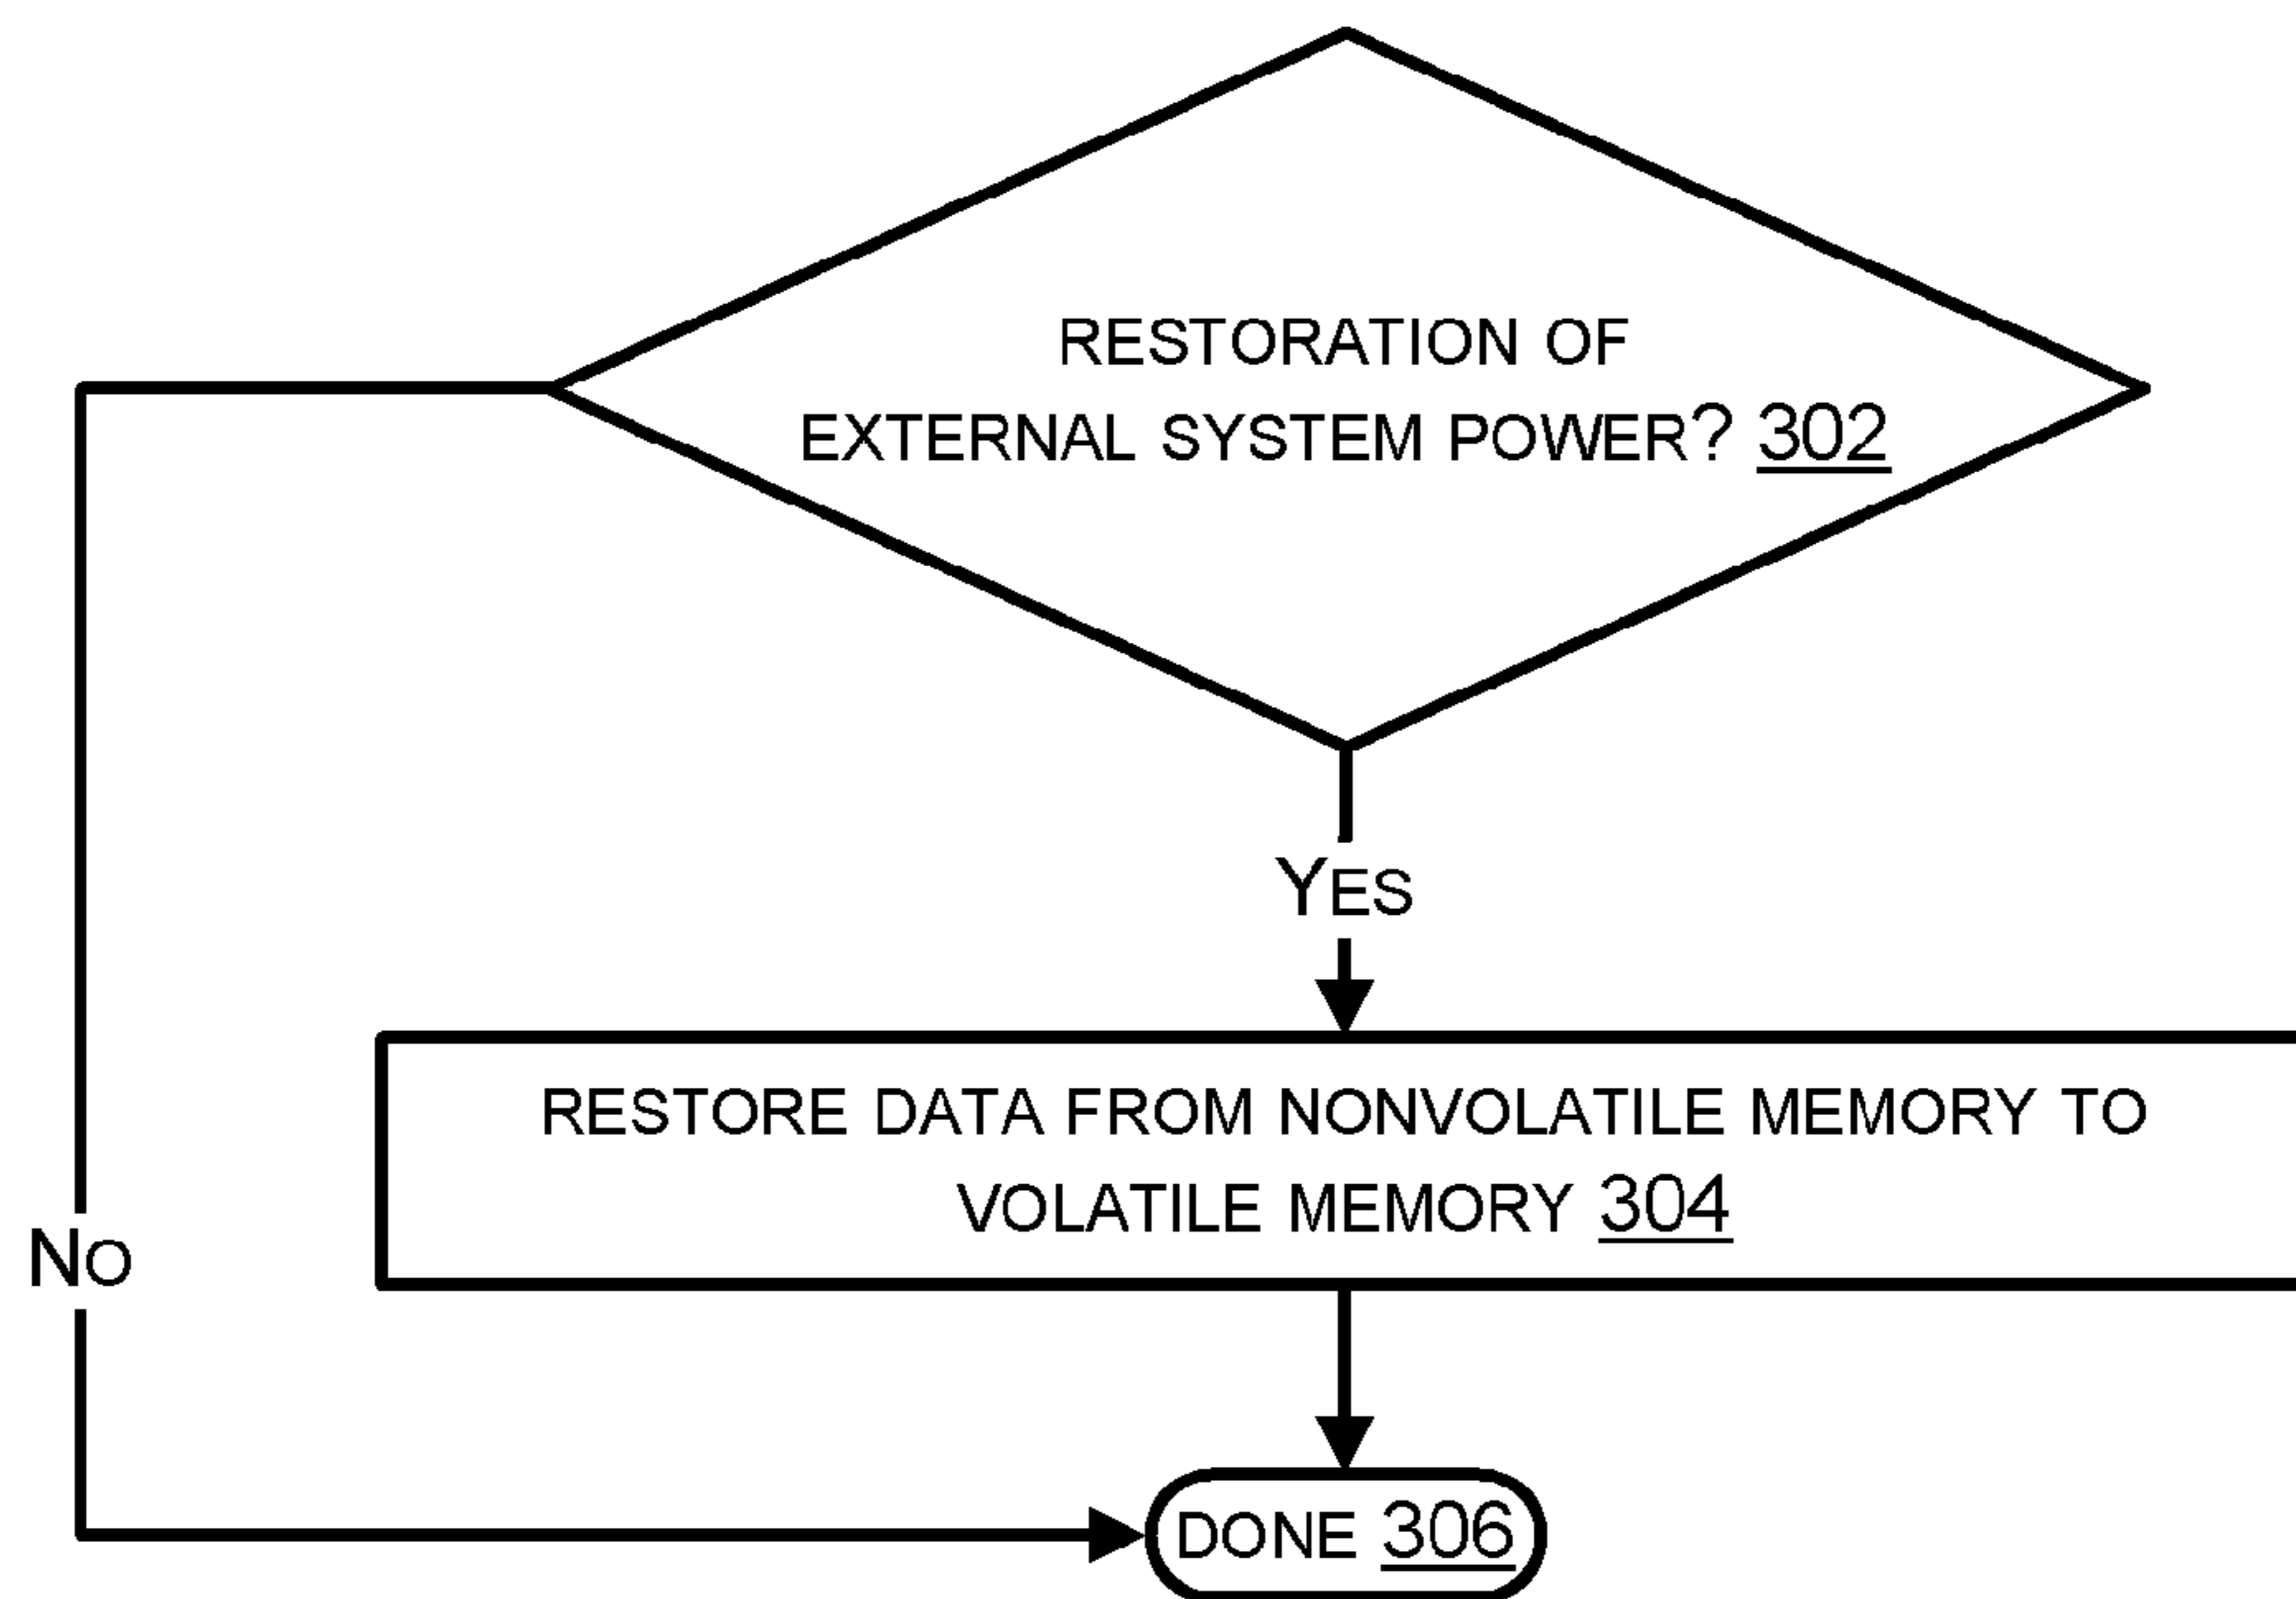 RESTORATION OF
EXTERNAL SYSTEM POWER? 302
YES
RESTORE DATA FROM NONVOLATILE MEMORY TO
VOLATILE MEMORY 304
NO
DONE 306